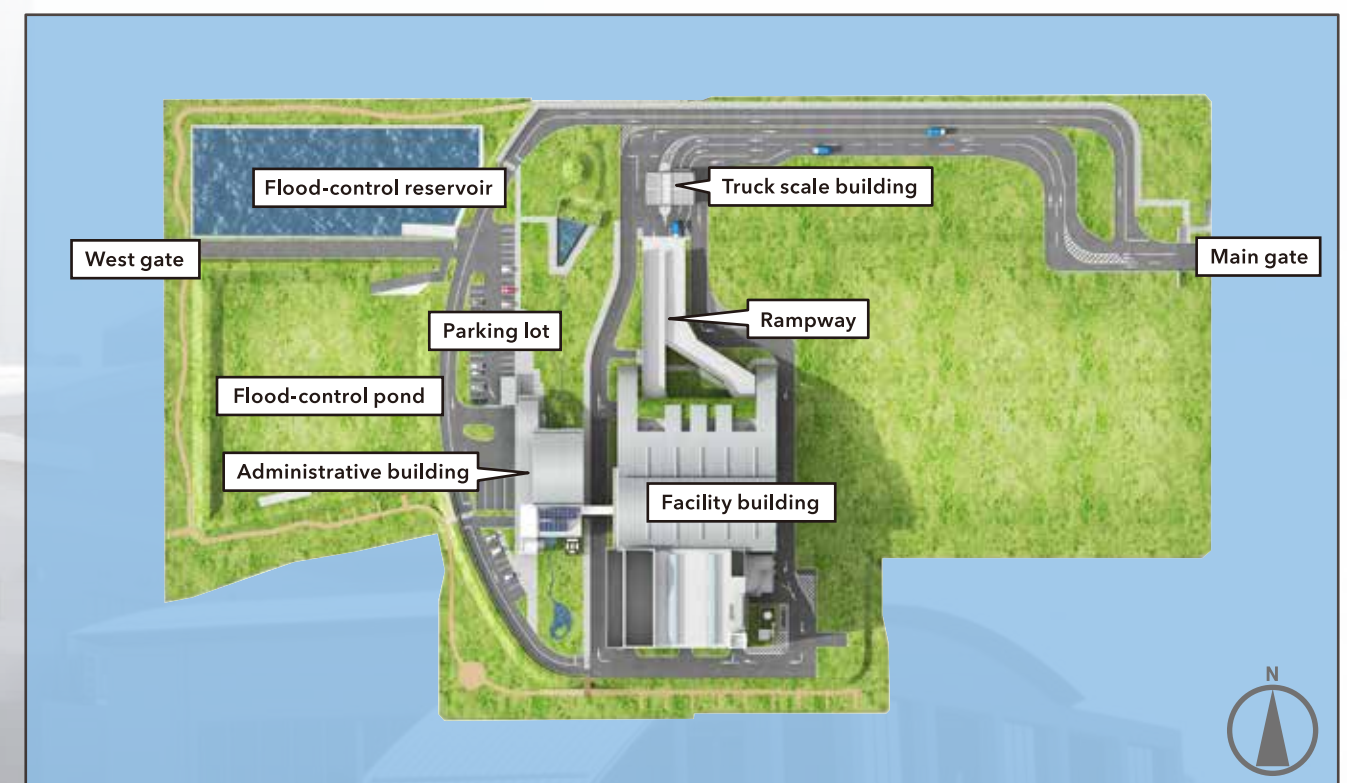 Flood-control reservoir
Truck scale building
West gate
Main gate
Parking lot
Rampway
Flood-control pond
Administrative building
Facility building
N